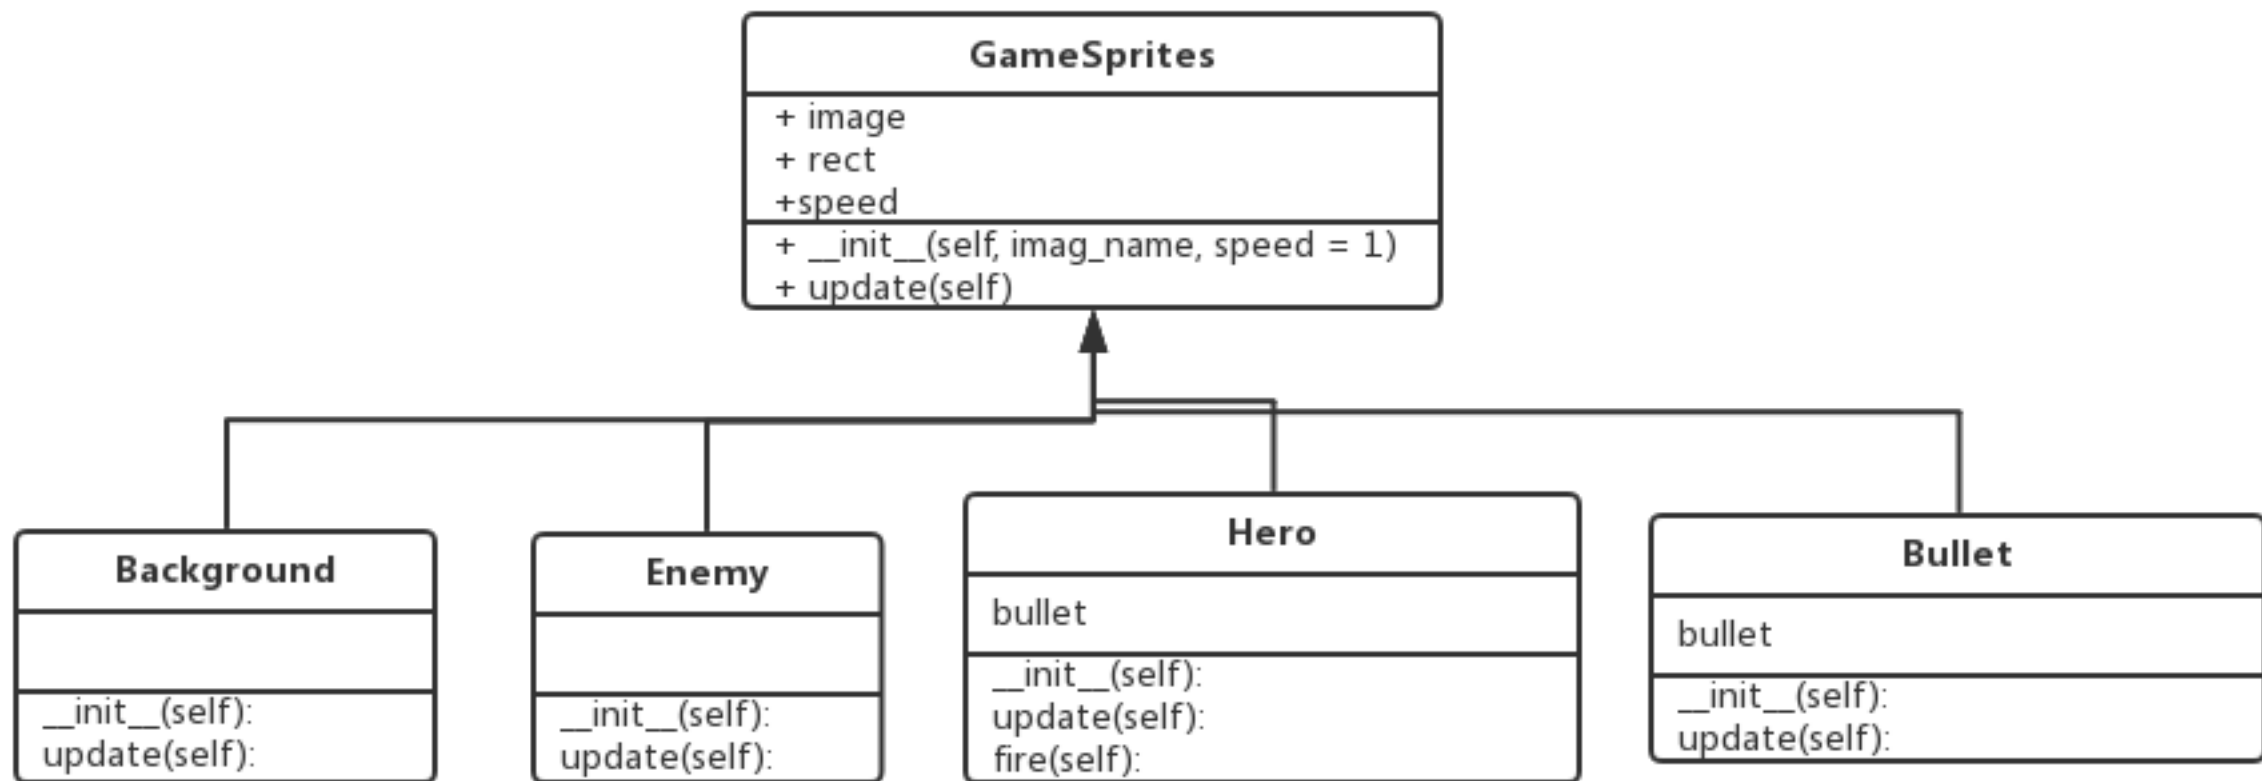 GameSprites
+ image
+ rect
+speed
+ __init__(self, imag_name, speed = 1)
+ update(self)
Background
__init__(self):
update(self):
Enemy
__init__(self):
update(self):
Hero
bullet
__init__(self):
update(self):
fire(self):
Bullet
bullet
__init__(self):
update(self):